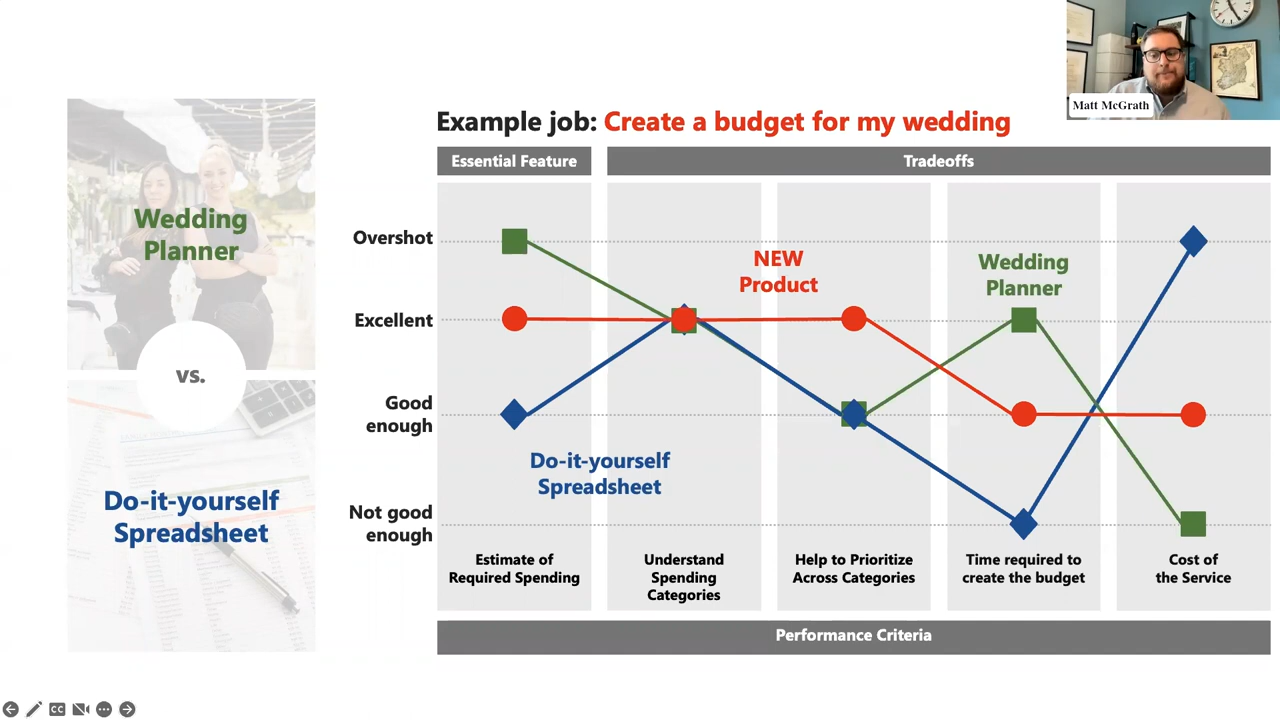 Matt McGrath
Example job: Create a budget for my wedding
Essential Feature
Tradeoffs
Wedding
Planner
vs.
Do-it-yourself
Spreadsheet
Overshot
Excellent
Good
enough
Not good
enough
NEW
Product
Wedding
Planner
Do-it-yourself
Spreadsheet
Estimate of
Required Spending
Understand
Spending
Categories
Help to Prioritize
Across Categories
Time required to
create the budget
Cost of
the Service
Performance Criteria
CC